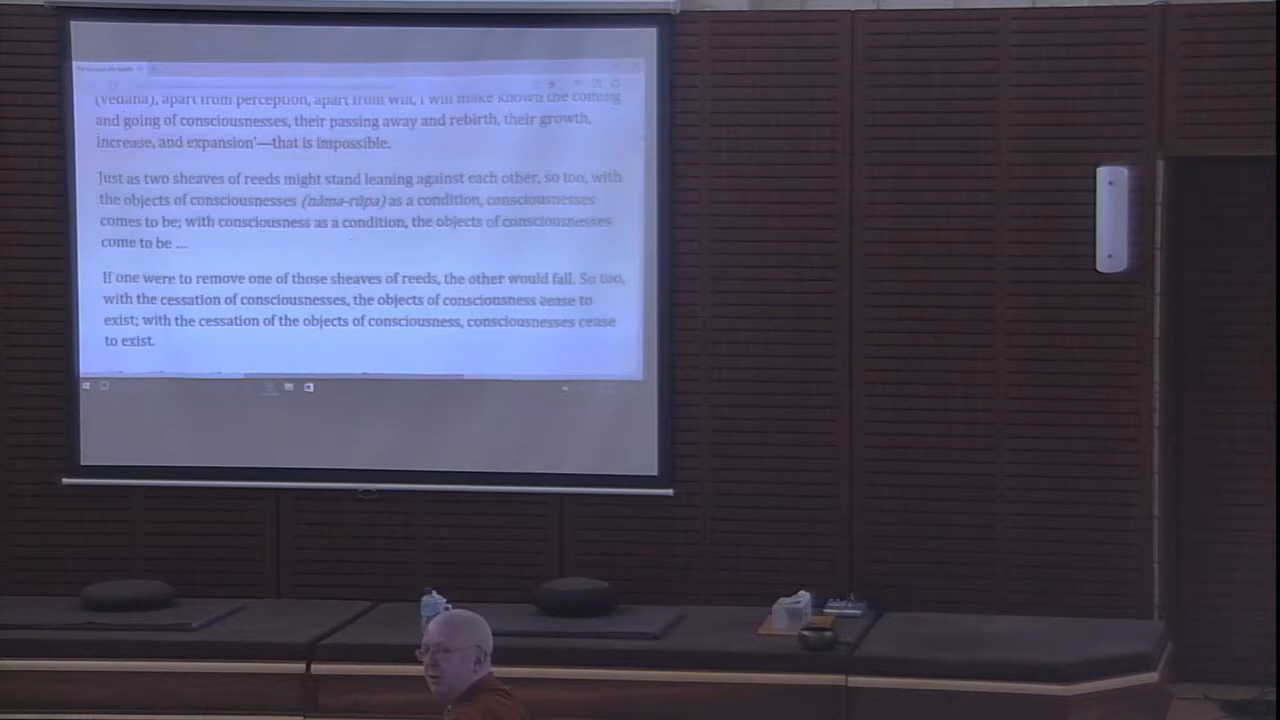 (vedanā), apart from perception, apart from will, I will make known the coming
and going of consciousnesses, their passing away and rebirth, their growth,
increase, and expansion'—that is impossible.
Just as two sheaves of reeds might stand leaning against each other, so too, with
the objects of consciousnesses (nāma-rūpa) as a condition, consciousnesses
comes to be; with consciousness as a condition, the objects of consciousnesses
come to be ...
If one were to remove one of those sheaves of reeds, the other would fall. So too,
with the cessation of consciousnesses, the objects of consciousness cease to
exist; with the cessation of the objects of consciousness, consciousnesses cease
to exist.